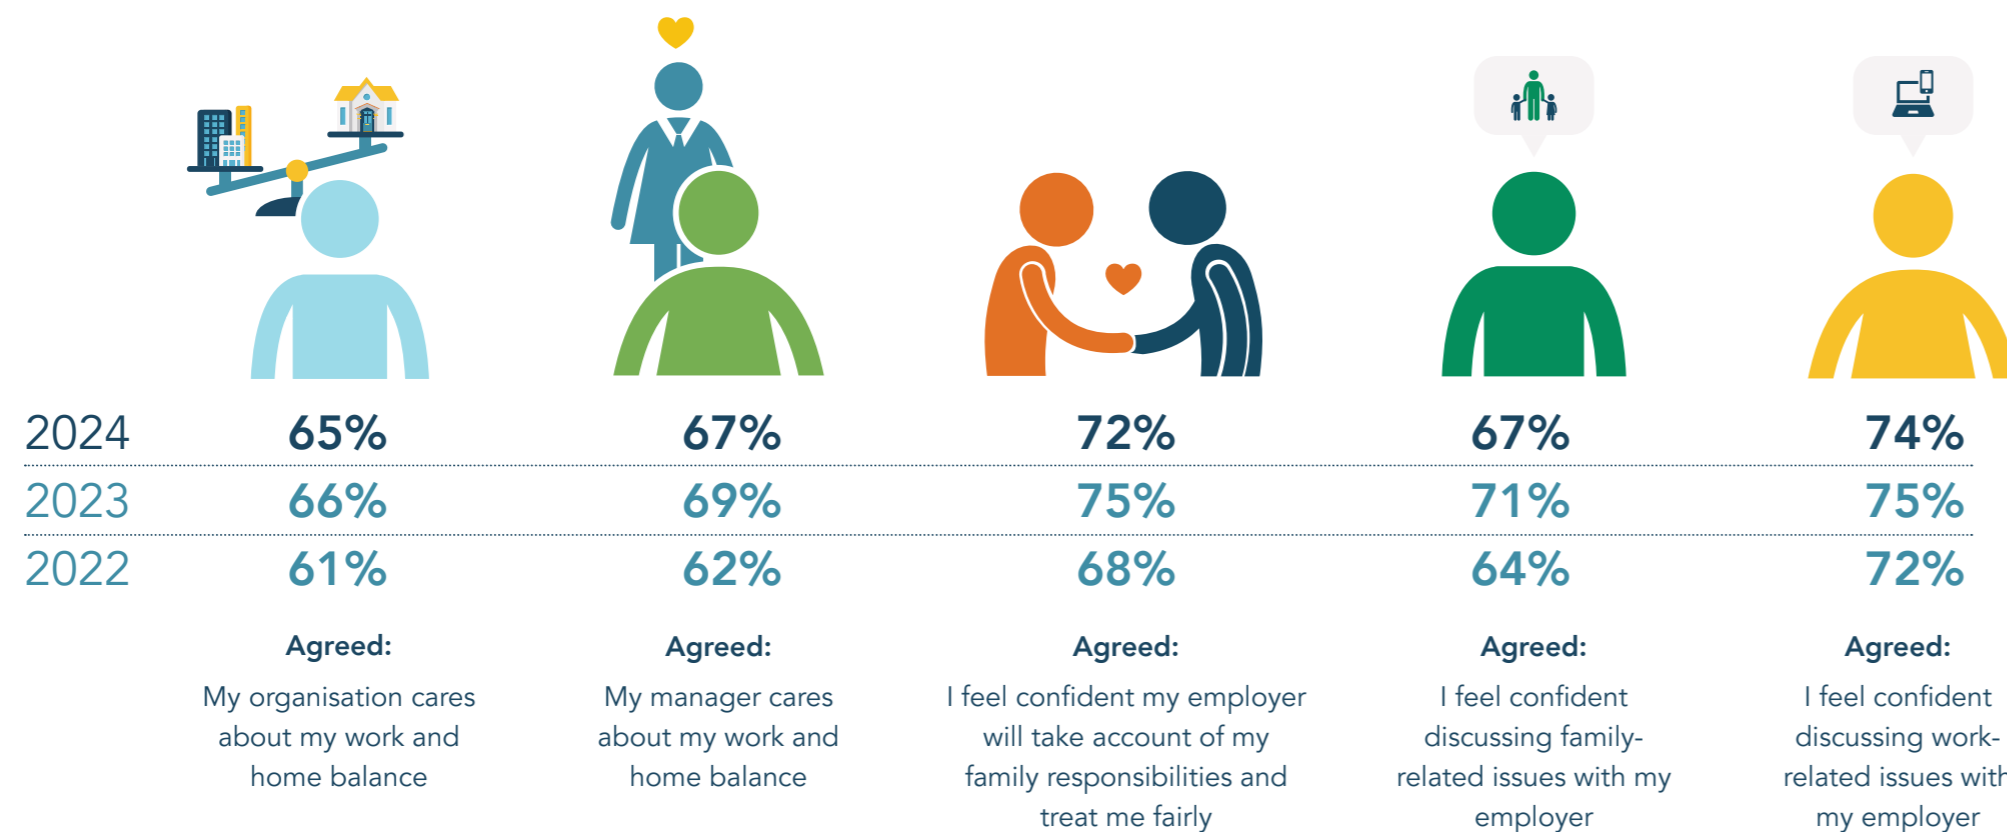 2024 65% 67% 72% 67% 74%
2023 66% 69% 75% 71% 75%
2022 61% 62% 68% 64% 72%
Agreed:
My organisation cares
about my work and
home balance
Agreed:
My manager cares
about my work and
home balance
Agreed:
I feel confident my employer
will take account of my
family responsibilities and
treat me fairly
Agreed:
I feel confident
discussing family-
related issues with my
employer
Agreed:
I feel confident
discussing work-
related issues with
my employer